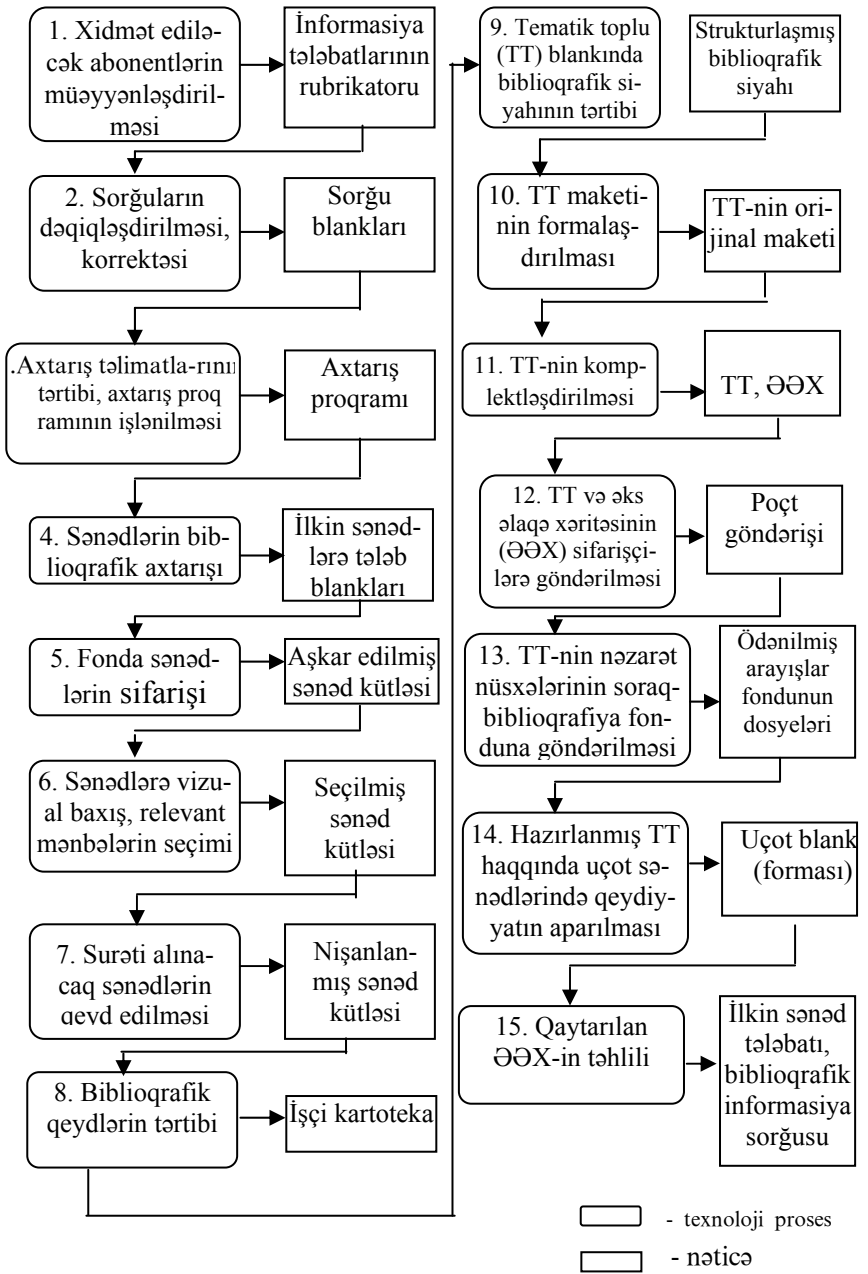 1. Xidmət edilə-
cək abonentlərin
müəyyənləşdiril-
məsi
İnformasiya
tələbatlarının
rubrikatoru
2. Sorğuların
dəqiqləşdirilməsi,
korrektəsi
Sorğu
blankları
.Axtarış təlimatla-rının
tərtibi, axtarış proq
ramının işlənilməsi
Axtarış
proqramı
4. Sənədlərin bib-
lioqrafik axtarışı
İlkin sənəd-
lərə tələb
blankları
5. Fonda sənəd-
lərin sifarişi
Aşkar edilmiş
sənəd kütləsi
6. Sənədlərə vizu-
al baxış, relevant
mənbələrin seçimi
Seçilmiş
sənəd
kütləsi
7. Surəti alına-
caq sənədlərin
qeyd edilməsi
Nişanlan-
mış sənəd
kütləsi
8. Biblioqrafik
qeydlərin tərtibi
İşçi kartoteka
9. Tematik toplu
(TT) blankında
biblioqrafik si-
yahının tərtibi
Strukturlaşmış
biblioqrafik
siyahı
10. TT maketi-
nin formalaş-
dırılması
TT-nin ori-
jinal maketi
11. TT-nin komp-
lektləşdirilməsi
TT, ƏƏX
12. TT və əks
əlaqə xəritəsinin
(ƏƏX) sifarişçi-
lərə göndərilməsi
Poçt
göndərişi
13. TT-nin nəzarət
nüsxələrinin soraq-
biblioqrafiya fon-
duna göndərilməsi
Ödənilmiş
arayışlar
fondunun
dosyeləri
14. Hazırlanmış TT
haqqında uçot sə-
nədlərində qeydiy-
yatın aparılması
Uçot blank
(forması)
15. Qaytarılan
ƏƏX-in təhlili
İlkin sənəd
tələbatı,
biblioqrafik
informasiya
sorğusu
- texnoloji proses
- nəticə